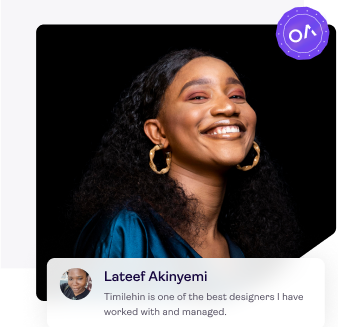 Lateef Akinyemi
Timilehin is one of the best designers I have
worked with and managed.